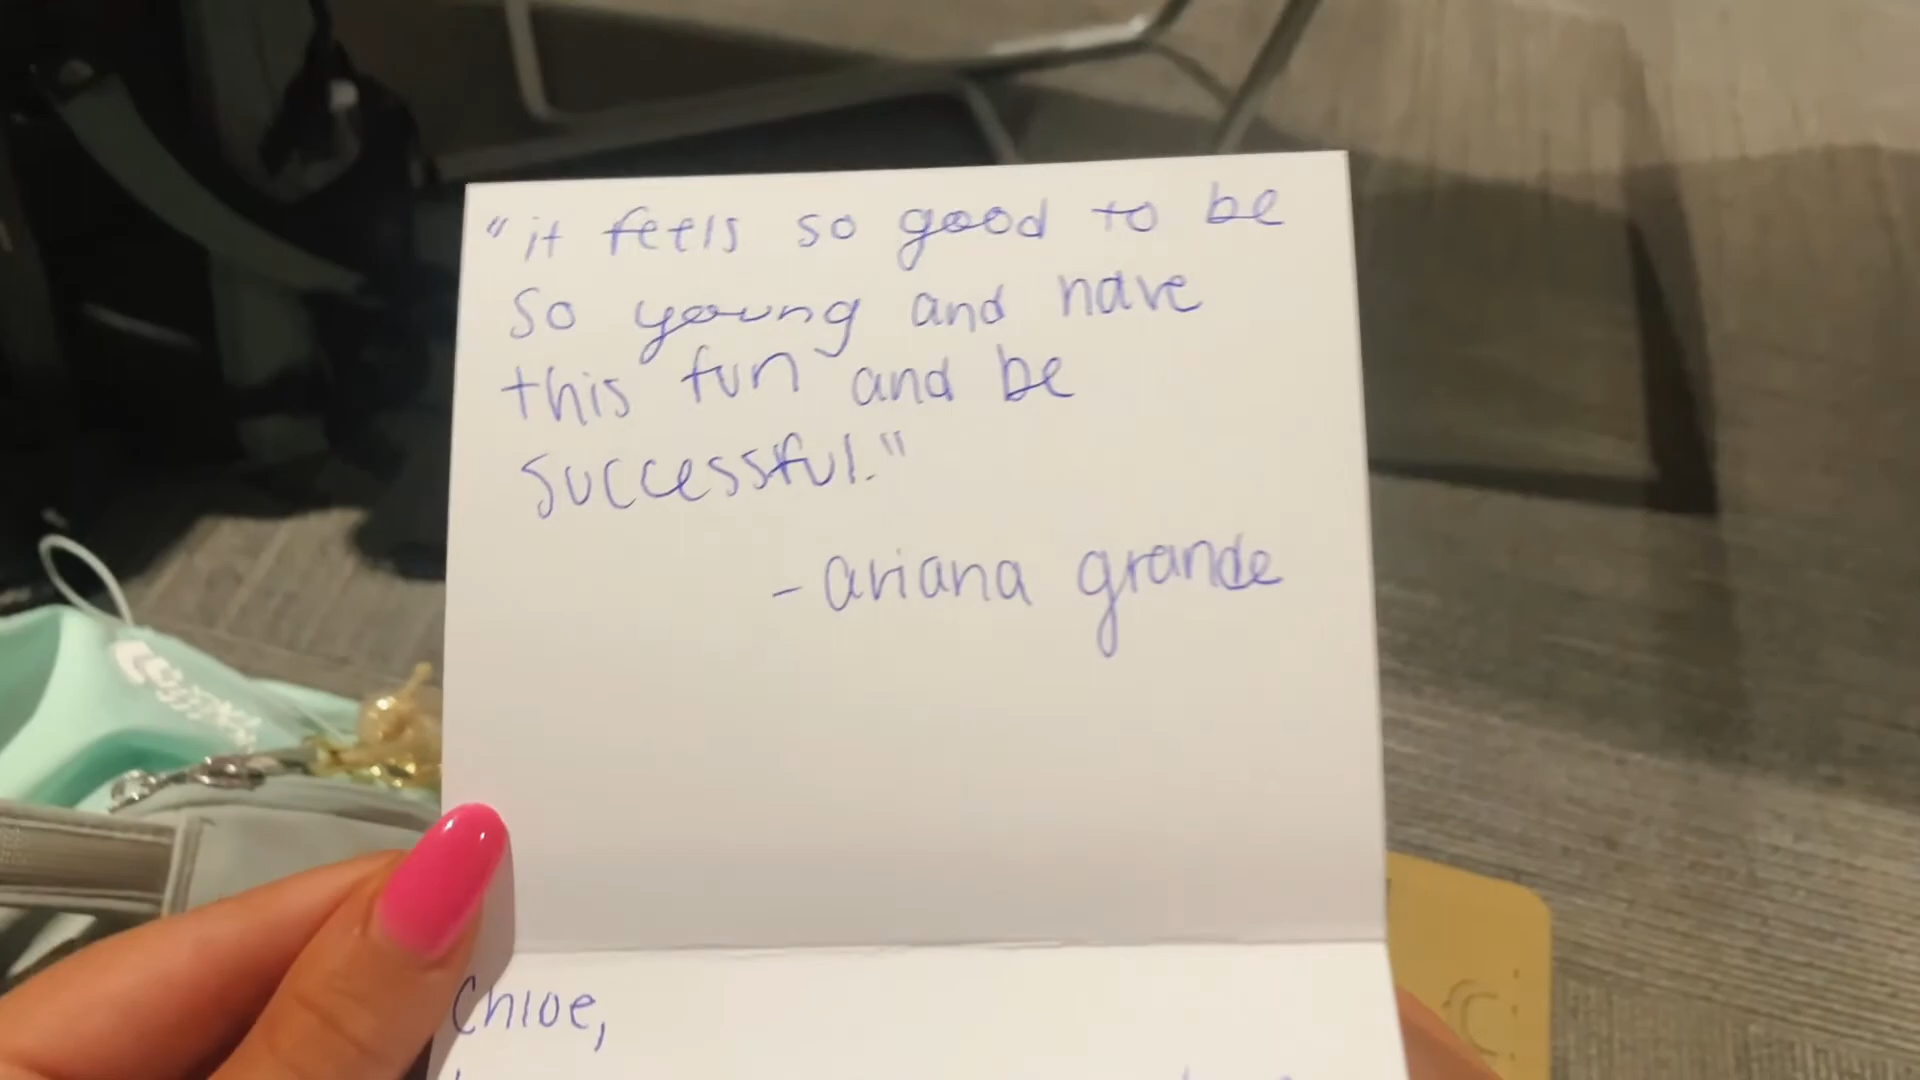 "it feels so good to be
so young and have
this fun and be
successful."
- ariana grande
Chloe,